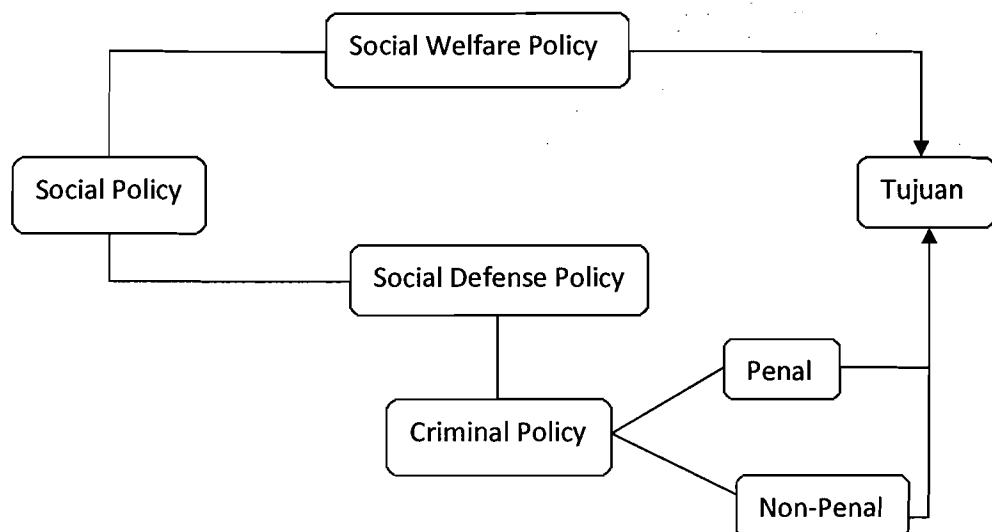 Social Welfare Policy
Social Policy
Tujuan
Social Defense Policy
Penal
Criminal Policy
Non-Penal